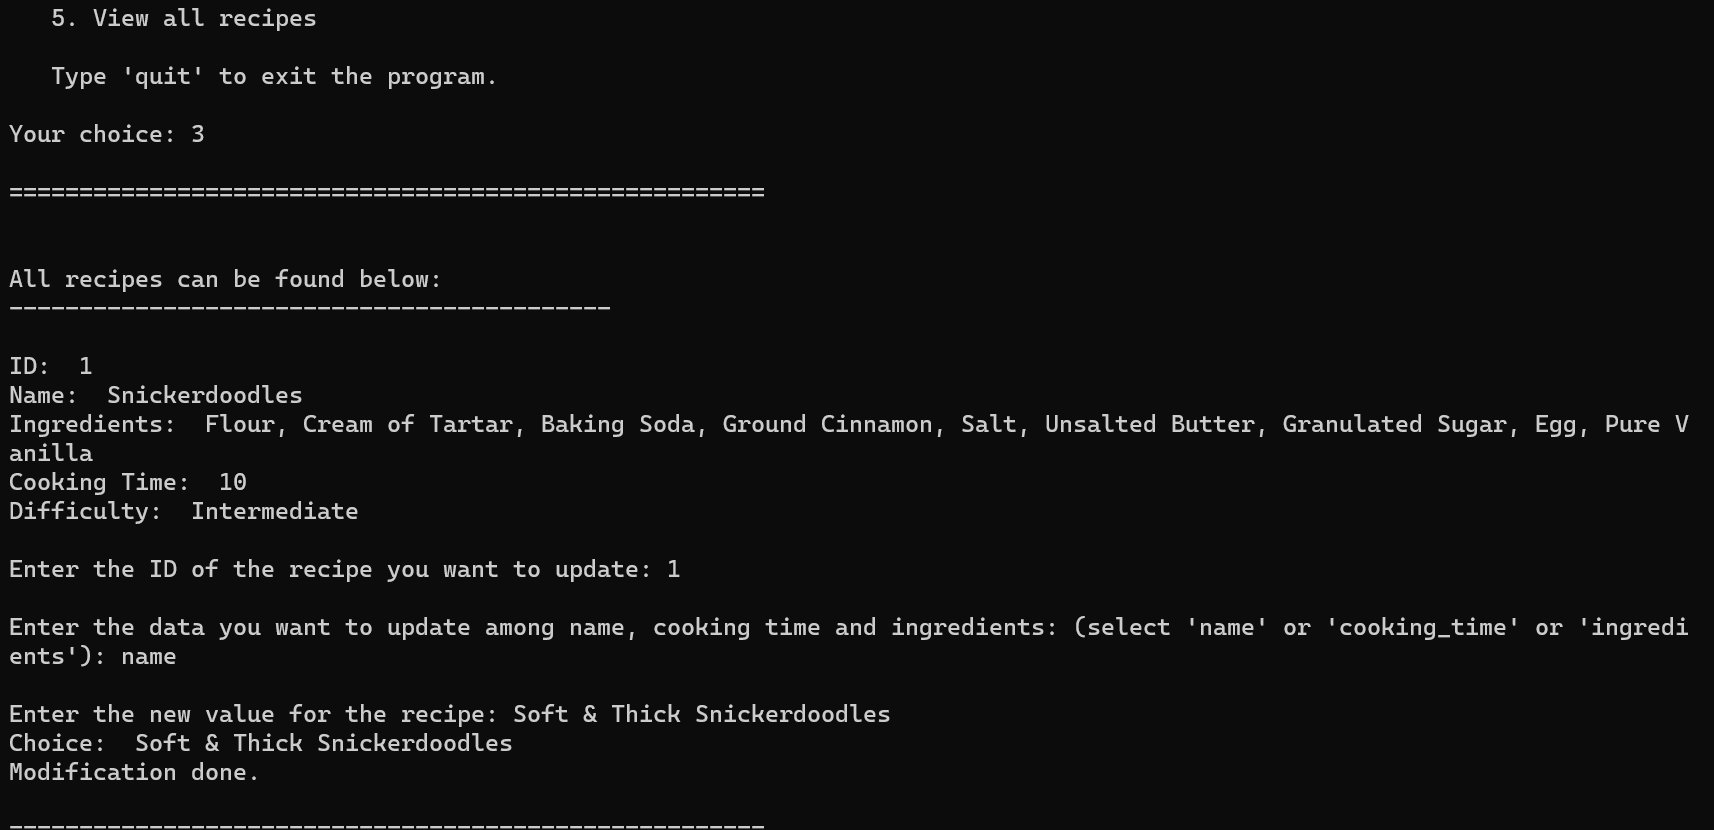 5. View all recipes
Type 'quit' to exit the program.
Your choice: 3
======================================================
All recipes can be found below:
-------------------------------------------
ID:  1
Name:  Snickerdoodles
Ingredients:  Flour, Cream of Tartar, Baking Soda, Ground Cinnamon, Salt, Unsalted Butter, Granulated Sugar, Egg, Pure V
anilla
Cooking Time:  10
Difficulty:  Intermediate
Enter the ID of the recipe you want to update: 1
Enter the data you want to update among name, cooking time and ingredients: (select 'name' or 'cooking_time' or 'ingredi
ents'): name
Enter the new value for the recipe: Soft & Thick Snickerdoodles
Choice:  Soft & Thick Snickerdoodles
Modification done.
======================================================